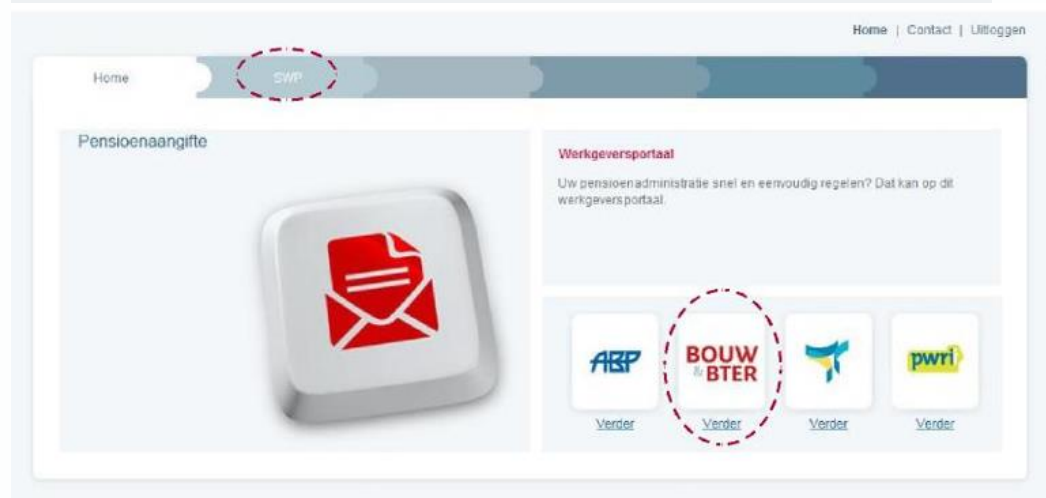 Home | Contact | Uitloggen
Home
SWP
Pensioenaangifte
Werkgeversportaal
Uw pensioenadministratie snel en eenvoudig regelen? Dat kan op dit
werkgeversportaal.
ABP
BOUW
& BTER
pwri
Verder
Verder
Verder
Verder